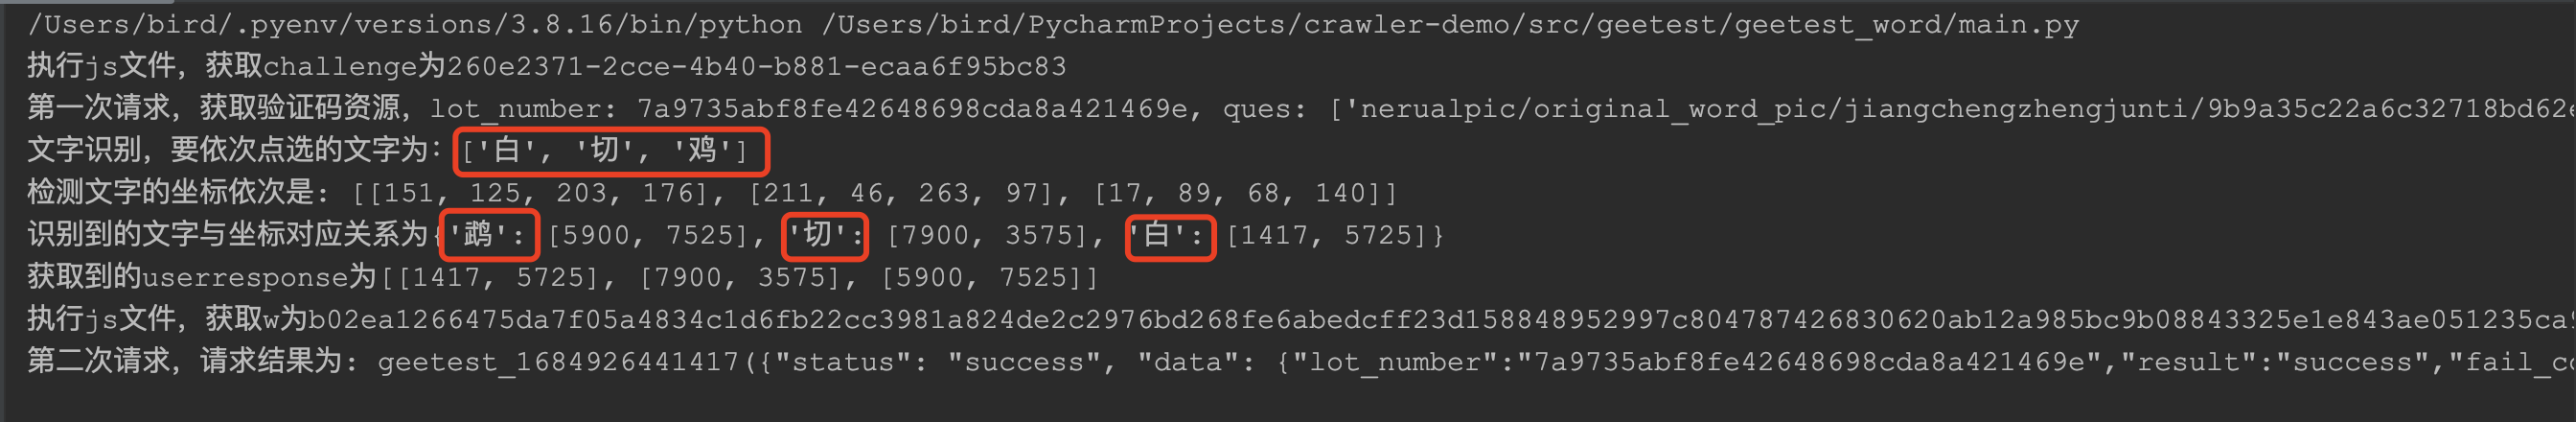 /Users/bird/.pyenv/versions/3.8.16/bin/python /Users/bird/PycharmProjects/crawler-demo/src/geetest/geetest_word/main.py
执行js文件，获取challenge为260e2371-2cce-4b40-b881-ecaa6f95bc83
第一次请求，获取验证码资源，lot_number: 7a9735abf8fe42648698cda8a421469e, ques: ['nerualpic/original_word_pic/jiangchengzhengjunti/9b9a35c22a6c32718bd62e
文字识别，要依次点选的文字为：['白', '切', '鸡']
检测文字的坐标依次是: [[151, 125, 203, 176], [211, 46, 263, 97], [17, 89, 68, 140]]
识别到的文字与坐标对应关系为{'鹉': [5900, 7525], '切': [7900, 3575], '白': [1417, 5725]}
获取到的userresponse为[[1417, 5725], [7900, 3575], [5900, 7525]]
执行js文件，获取w为b02ea1266475da7f05a4834c1d6fb22cc3981a824de2c2976bd268fe6abedcff23d158848952997c804787426830620ab12a985bc9b08843325e1e843ae051235ca9
第二次请求，请求结果为: geetest_1684926441417({"status": "success", "data": {"lot_number":"7a9735abf8fe42648698cda8a421469e","result":"success","fail_co